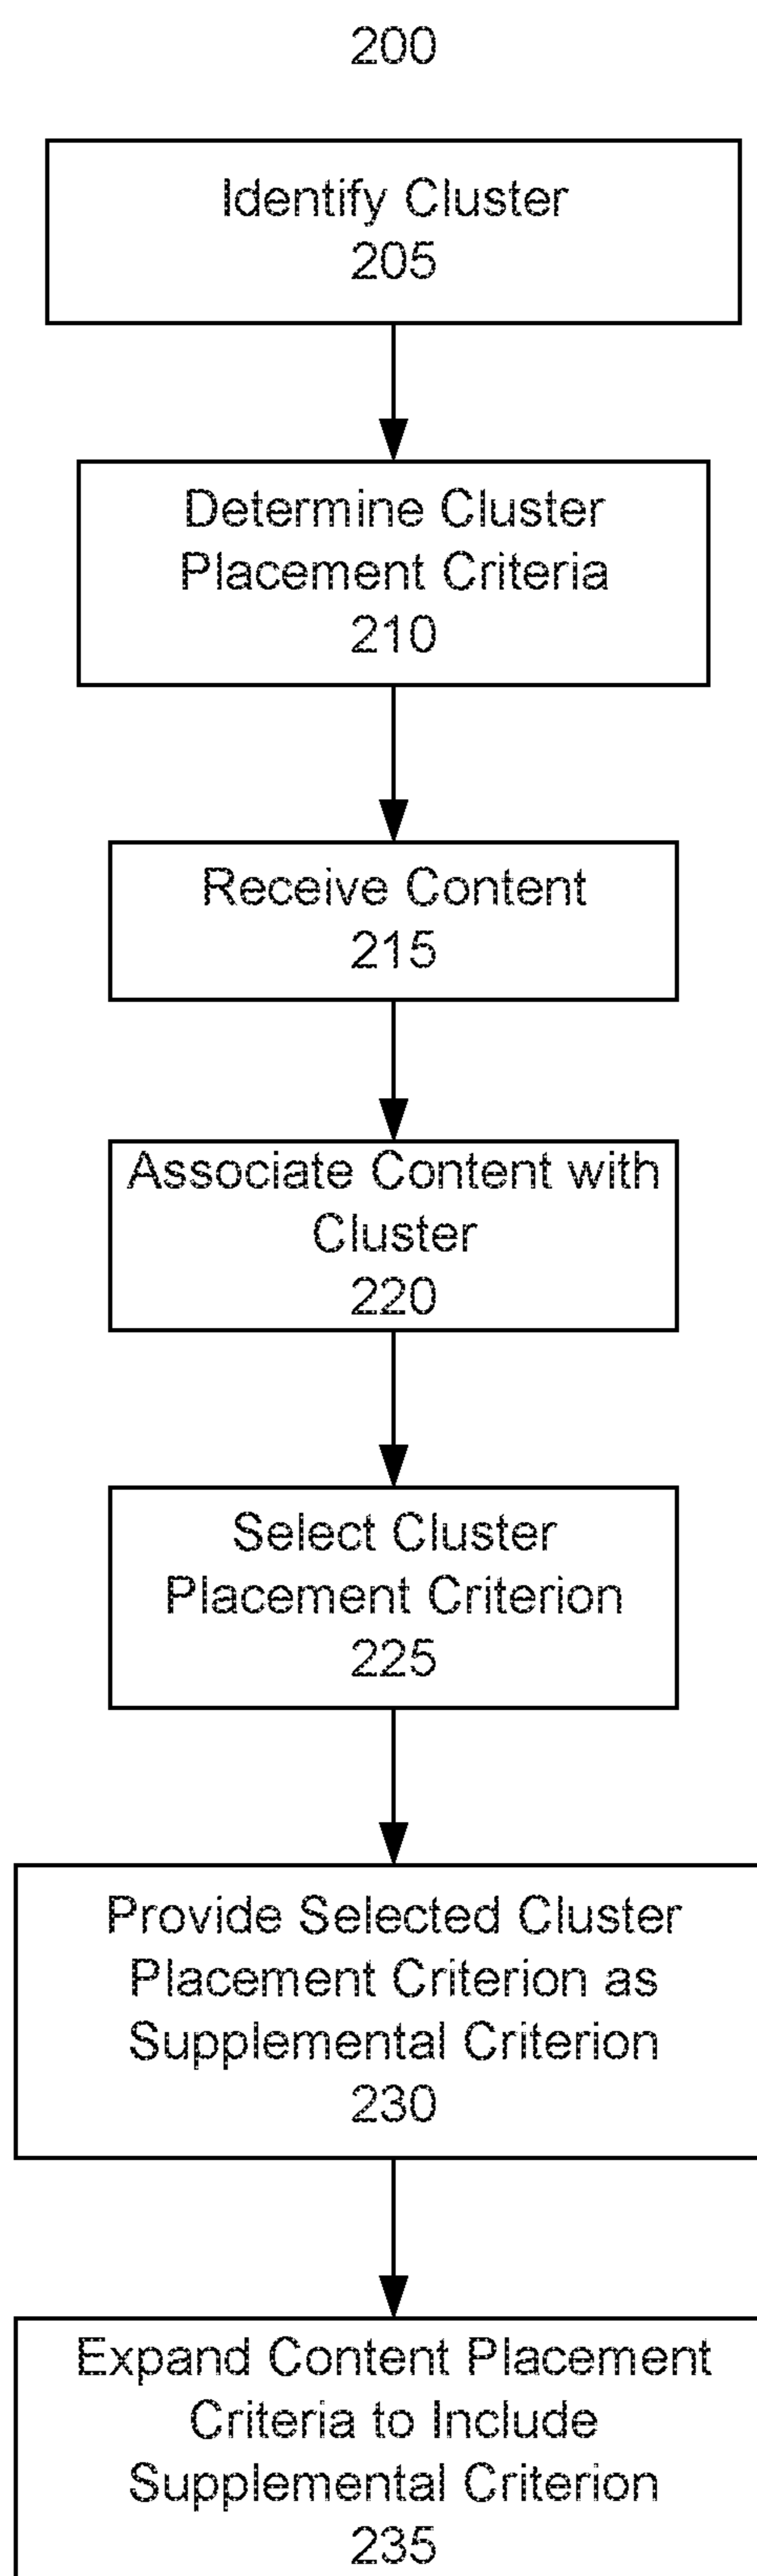 200
Identify Cluster
205
Determine Cluster
Placement Criteria
210
Receive Content
215
Associate Content with
Cluster
220
Select Cluster
Placement Criterion
225
Provide Selected Cluster
Placement Criterion as
Supplemental Criterion
230
Expand Content Placement
Criteria to Include
Supplemental Criterion
235